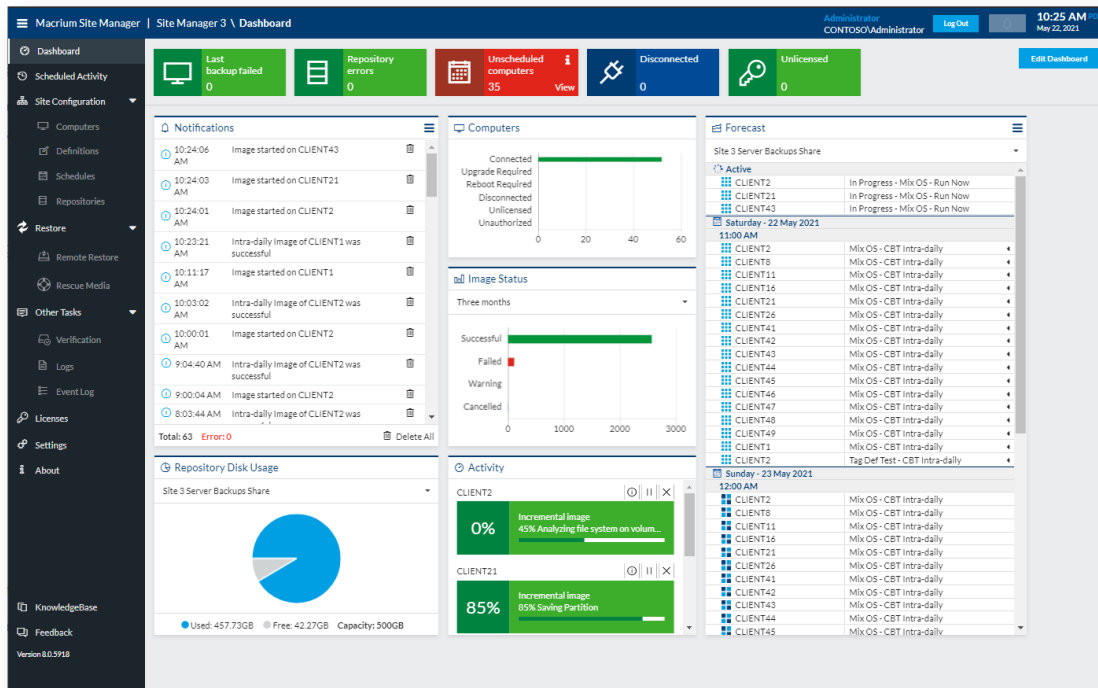 Macrium Site Manager | Site Manager 3 \ Dashboard
Administrator
CONTOSO\Administrator
Log Out
10:25 AM
May 22, 2021
Dashboard
Scheduled Activity
Site Configuration
Computers
Definitions
Schedules
Repositories
Restore
Remote Restore
Rescue Media
Other Tasks
Verification
Logs
Event Log
Licenses
Settings
About
KnowledgeBase
Feedback
Version 8.0.5918
Last
backup failed
0
Repository
errors
0
Unscheduled
computers
35
View
Disconnected
0
Unlicensed
0
Edit Dashboard
Notifications
10:24:06 AM Image started on CLIENT43
10:24:03 AM Image started on CLIENT21
10:24:01 AM Image started on CLIENT2
10:23:21 AM Intra-daily Image of CLIENT1 was
successful
10:11:17 AM Image started on CLIENT1
10:03:02 AM Intra-daily Image of CLIENT2 was
successful
10:00:01 AM Image started on CLIENT2
9:04:40 AM Intra-daily Image of CLIENT2 was
successful
9:00:04 AM Image started on CLIENT2
8:03:44 AM Intra-daily Image of CLIENT2 was
Total: 63 Error: 0 Delete All
Repository Disk Usage
Site 3 Server Backups Share
Used: 457.73GB Free: 42.27GB Capacity: 500GB
Computers
Connected
Upgrade Required
Reboot Required
Disconnected
Unlicensed
Unauthorized
0 20 40 60
Image Status
Three months
Successful
Failed
Warning
Cancelled
0 1000 2000 3000
Activity
CLIENT2
0%
Incremental image
45% Analyzing file system on volum...
CLIENT21
85%
Incremental image
85% Saving Partition
Forecast
Site 3 Server Backups Share
Active
CLIENT2 In Progress - Mix OS - Run Now
CLIENT21 In Progress - Mix OS - Run Now
CLIENT43 In Progress - Mix OS - Run Now
Saturday - 22 May 2021
11:00 AM
CLIENT2 Mix OS - CBT Intra-daily
CLIENT8 Mix OS - CBT Intra-daily
CLIENT11 Mix OS - CBT Intra-daily
CLIENT16 Mix OS - CBT Intra-daily
CLIENT21 Mix OS - CBT Intra-daily
CLIENT26 Mix OS - CBT Intra-daily
CLIENT41 Mix OS - CBT Intra-daily
CLIENT42 Mix OS - CBT Intra-daily
CLIENT43 Mix OS - CBT Intra-daily
CLIENT44 Mix OS - CBT Intra-daily
CLIENT45 Mix OS - CBT Intra-daily
CLIENT46 Mix OS - CBT Intra-daily
CLIENT47 Mix OS - CBT Intra-daily
CLIENT48 Mix OS - CBT Intra-daily
CLIENT49 Mix OS - CBT Intra-daily
CLIENT1 Mix OS - CBT Intra-daily
CLIENT2 Tag Def Test - CBT Intra-daily
Sunday - 23 May 2021
12:00 AM
CLIENT2 Mix OS - CBT Intra-daily
CLIENT8 Mix OS - CBT Intra-daily
CLIENT11 Mix OS - CBT Intra-daily
CLIENT16 Mix OS - CBT Intra-daily
CLIENT21 Mix OS - CBT Intra-daily
CLIENT26 Mix OS - CBT Intra-daily
CLIENT41 Mix OS - CBT Intra-daily
CLIENT42 Mix OS - CBT Intra-daily
CLIENT43 Mix OS - CBT Intra-daily
CLIENT44 Mix OS - CBT Intra-daily
CLIENT45 Mix OS - CBT Intra-daily